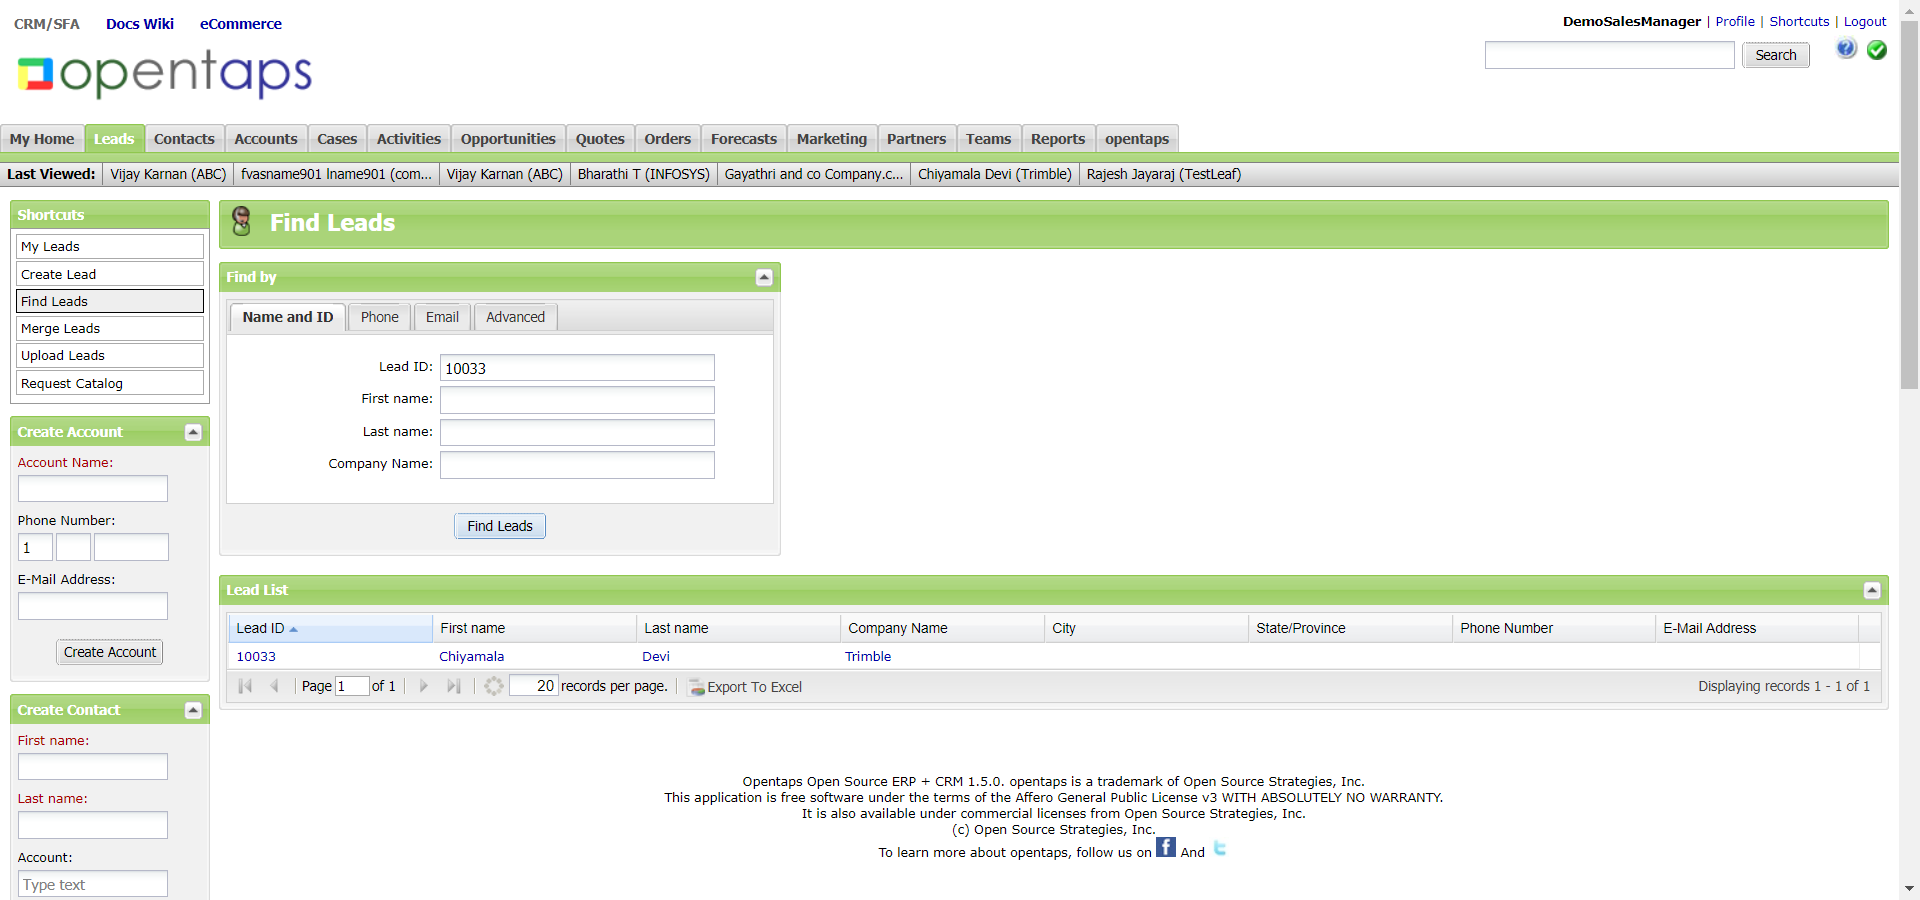 CRM/SFA Docs Wiki eCommerce
DemoSalesManager | Profile | Shortcuts | Logout
opentaps
Search
My Home Leads Contacts Accounts Cases Activities Opportunities Quotes Orders Forecasts Marketing Partners Teams Reports opentaps
Last Viewed: Vijay Karnan (ABC) fvasname901 lname901 (com... Vijay Karnan (ABC) Bharathi T (INFOSYS) Gayathri and co Company.c... Chiyamala Devi (Trimble) Rajesh Jayaraj (TestLeaf)
Shortcuts
My Leads
Create Lead
Find Leads
Merge Leads
Upload Leads
Request Catalog
Create Account
Account Name:
Phone Number:
1
E-Mail Address:
Create Account
Create Contact
First name:
Last name:
Account:
Type text
Find Leads
Find by
Name and ID Phone Email Advanced
Lead ID: 10033
First name:
Last name:
Company Name:
Find Leads
Lead List
Lead ID First name Last name Company Name City State/Province Phone Number E-Mail Address
10033 Chiyamala Devi Trimble
Page 1 of 1 20 records per page. Export To Excel Displaying records 1 - 1 of 1
Opentaps Open Source ERP + CRM 1.5.0. opentaps is a trademark of Open Source Strategies, Inc.
This application is free software under the terms of the Affero General Public License v3 WITH ABSOLUTELY NO WARRANTY.
It is also available under commercial licenses from Open Source Strategies, Inc.
(c) Open Source Strategies, Inc.
To learn more about opentaps, follow us on f And t